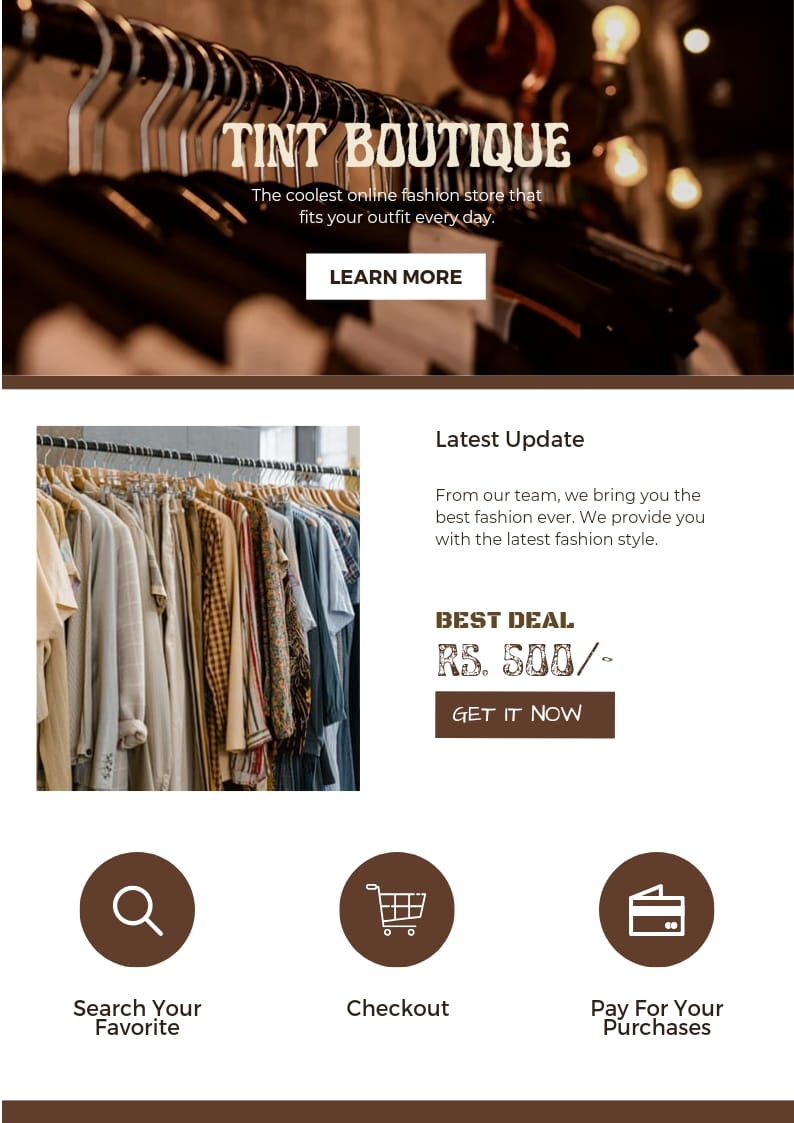 TINT BOUTIQUE
The coolest online fashion store that
fits your outfit every day.
LEARN MORE
Latest Update
From our team, we bring you the
best fashion ever. We provide you
with the latest fashion style.
BEST DEAL
RS. 500/-
GET IT NOW
Search Your
Favorite
Checkout
Pay For Your
Purchases